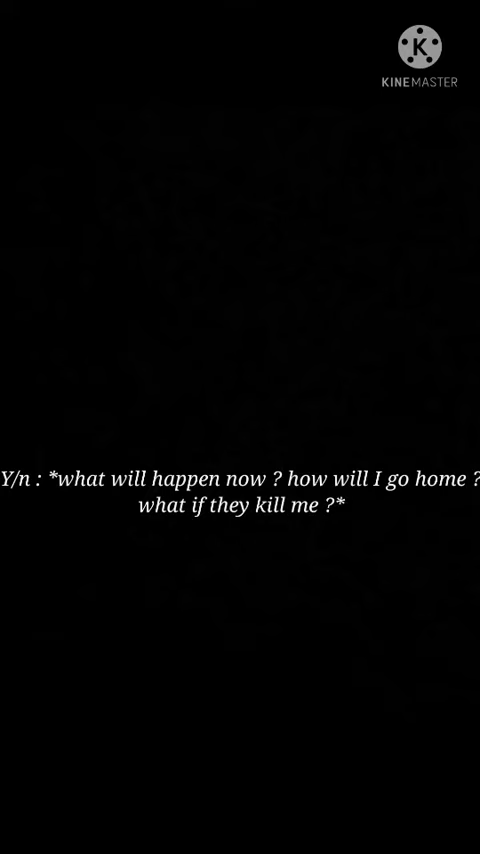 K
KINEMASTER
Y/n : *what will happen now ? how will I go home ?
what if they kill me ?*